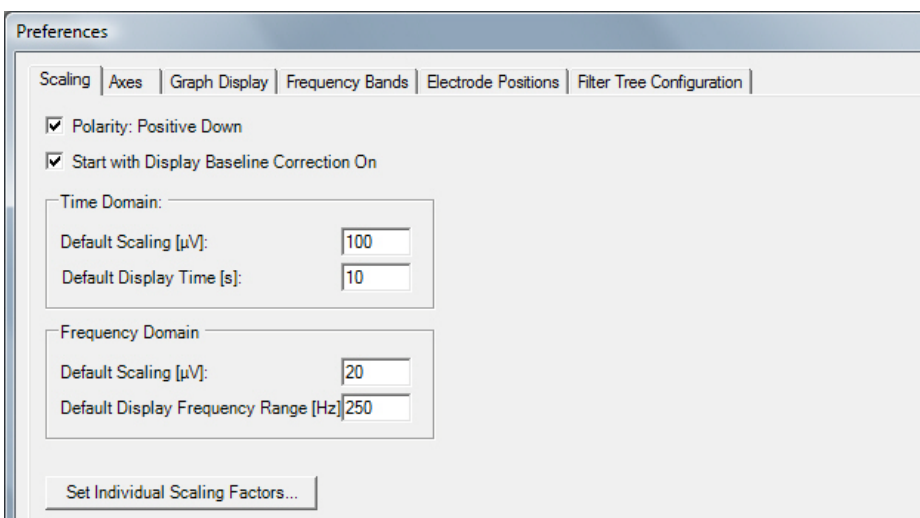 Preferences
Scaling Axes Graph Display Frequency Bands Electrode Positions Filter Tree Configuration
Polarity: Positive Down
Start with Display Baseline Correction On
Time Domain:
Default Scaling [µV]: 100
Default Display Time [s]: 10
Frequency Domain
Default Scaling [µV]: 20
Default Display Frequency Range [Hz] 250
Set Individual Scaling Factors...